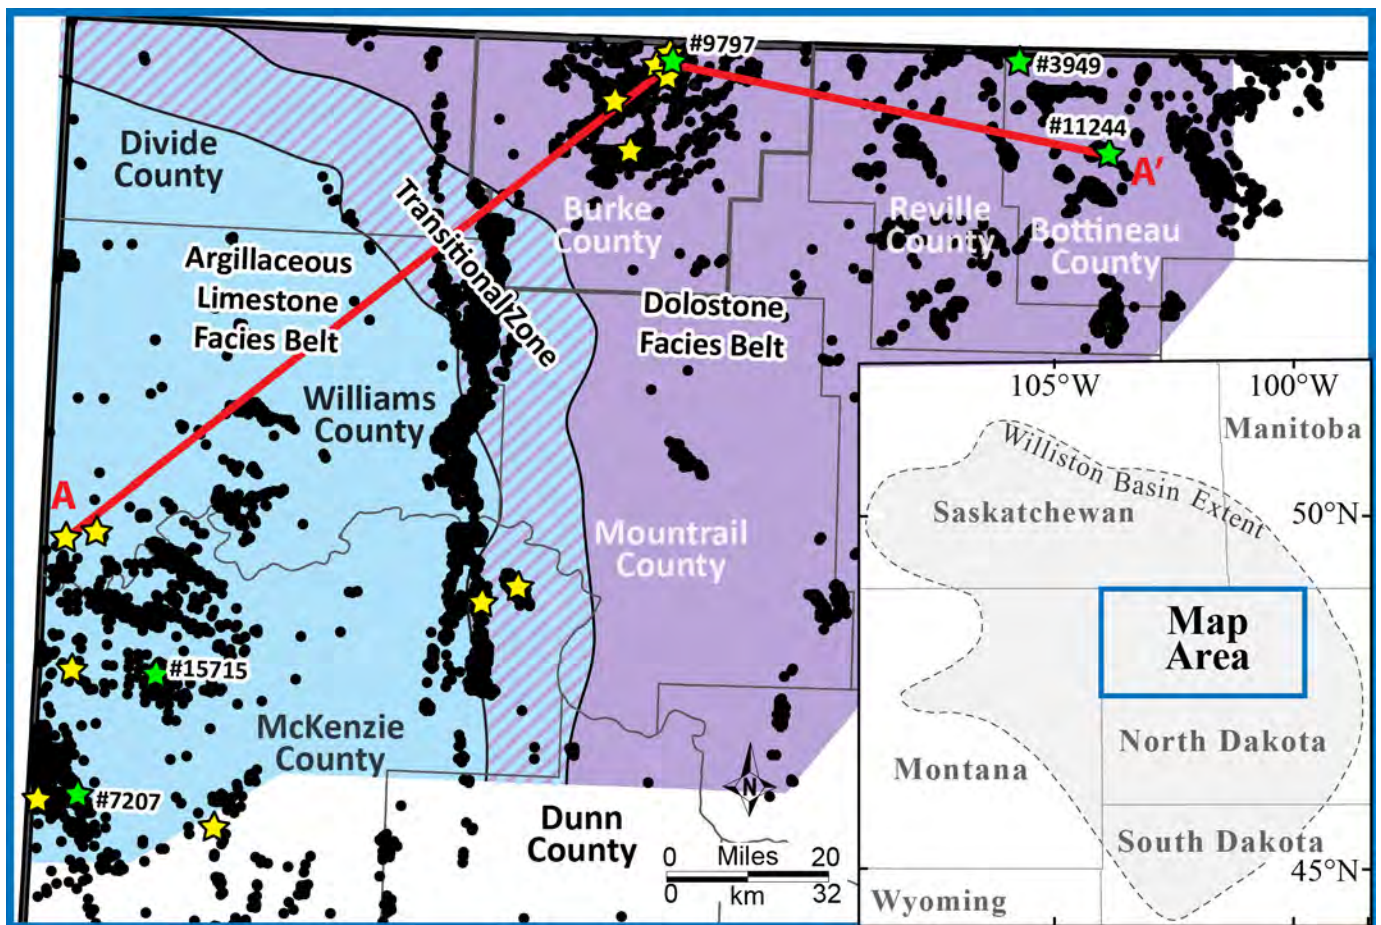 #9797
#3949
#11244
A′
Divide
County
Burke
County
Reville
County
Bottineau
County
Transitional Zone
Argillaceous
Limestone
Facies Belt
Dolostone
Facies Belt
Williams
County
A
Mountrail
County
#15715
McKenzie
County
#7207
Dunn
County
N
0 Miles 20
0 km 32
105°W 100°W
Manitoba
Williston Basin Extent
Saskatchewan
50°N
Map
Area
North Dakota
Montana
South Dakota
45°N
Wyoming